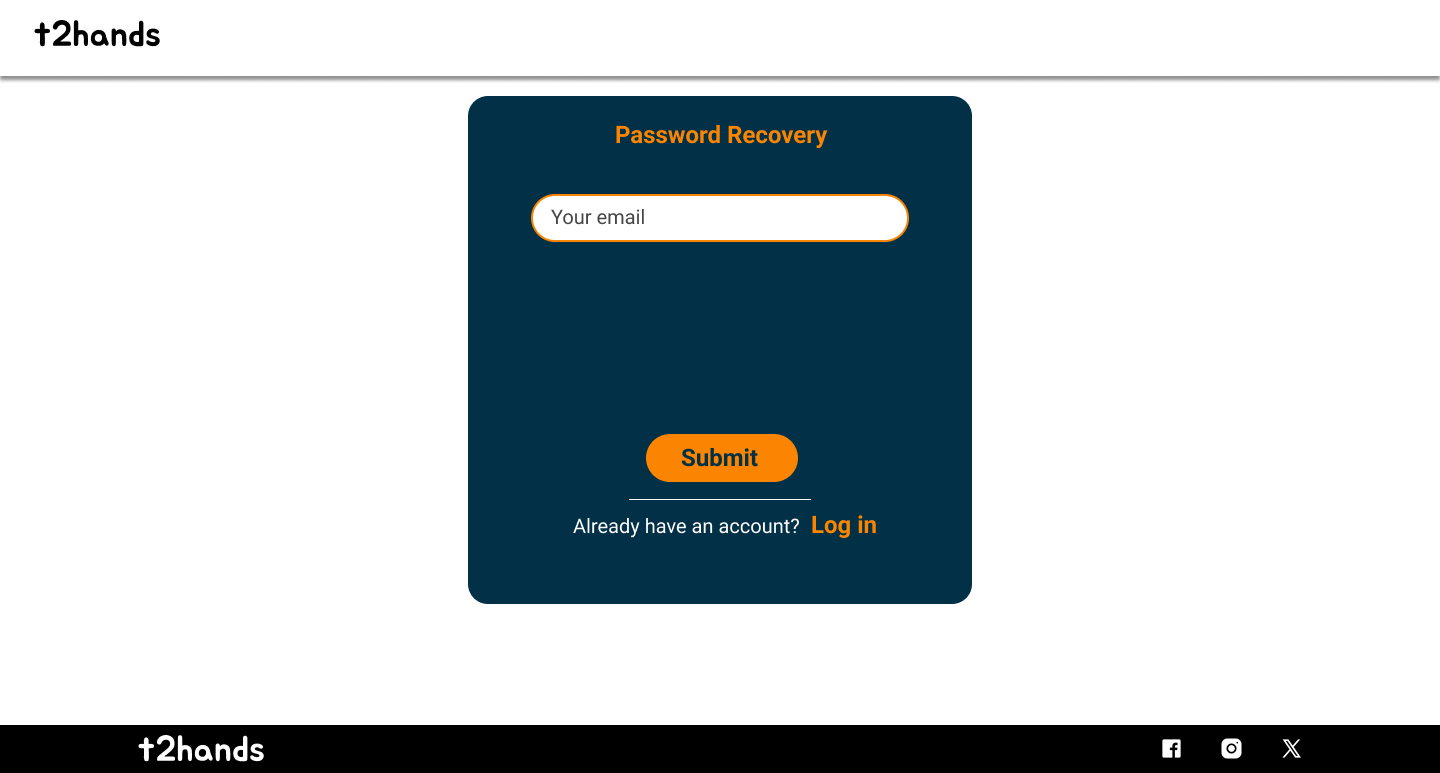 t2hands
Password Recovery
Your email
Submit
Already have an account? Log in
t2hands